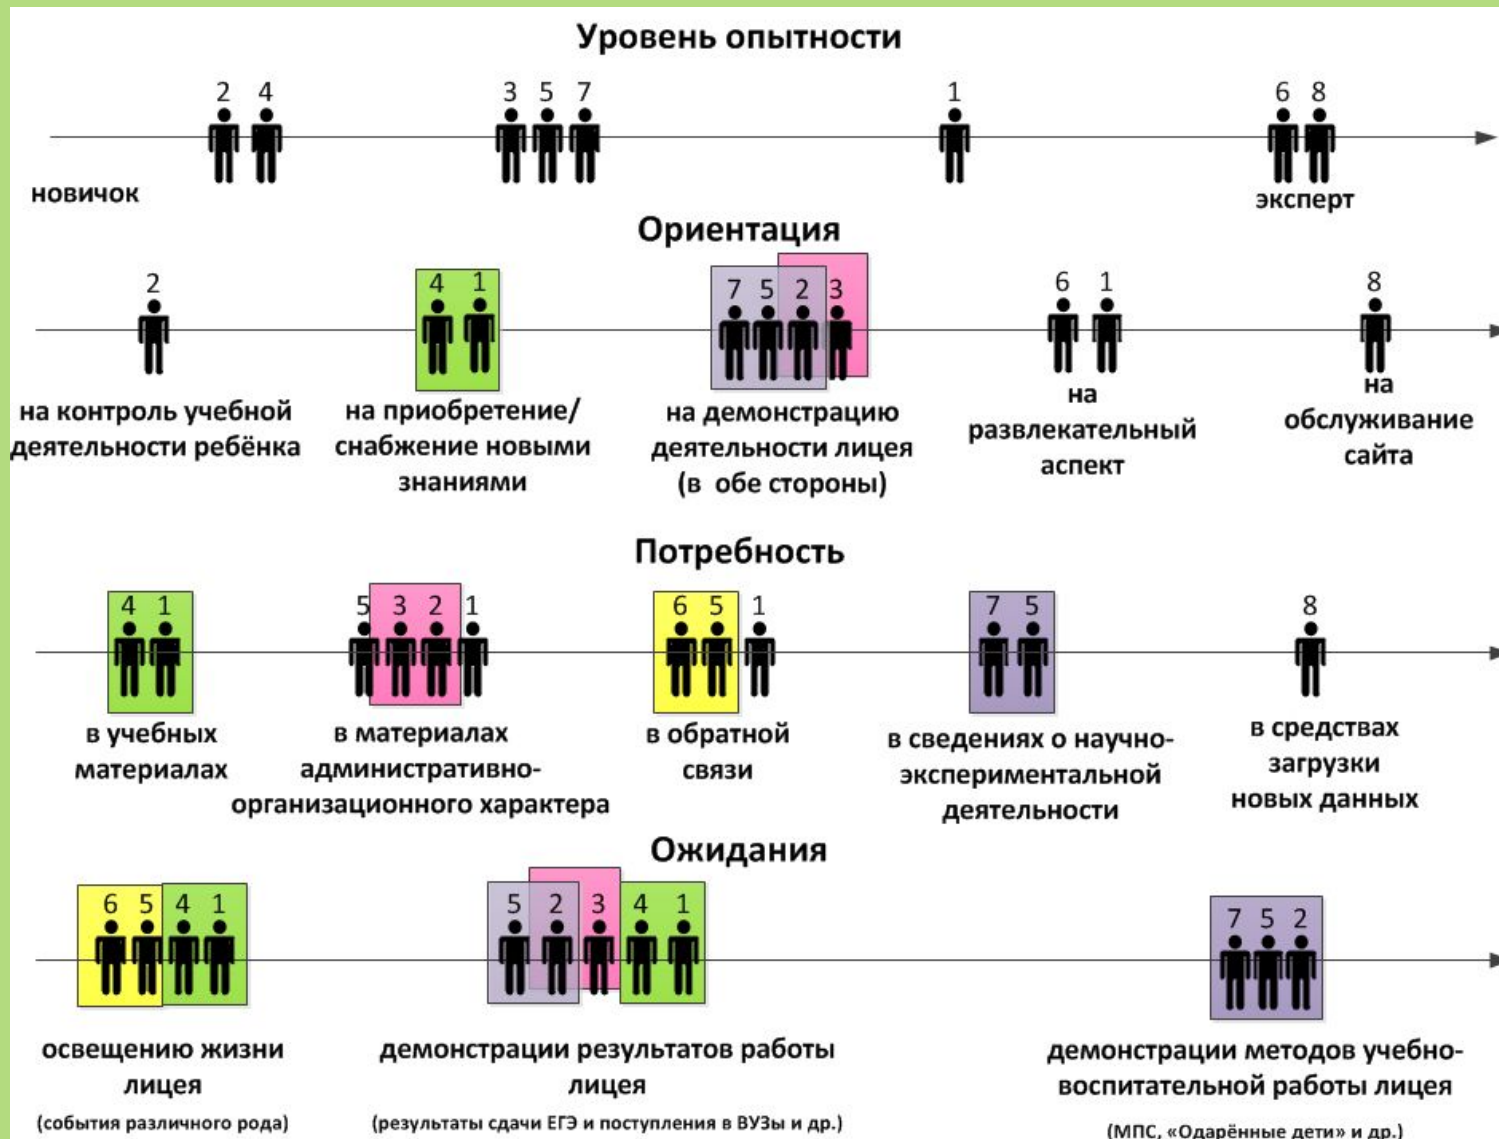 Уровень опытности
2 4 3 5 7 1 6 8
новичок эксперт
Ориентация
2 4 1 7 5 2 3 6 1 8
на контроль учебной
деятельности ребёнка
на приобретение/
снабжение новыми
знаниями
на демонстрацию
деятельности лицея
(в обе стороны)
на
развлекательный
аспект
на
обслуживание
сайта
Потребность
4 1 5 3 2 1 6 5 1 7 5 8
в учебных
материалах
в материалах
административно-
организационного характера
в обратной
связи
в сведениях о научно-
экспериментальной
деятельности
в средствах
загрузки
новых данных
Ожидания
6 5 4 1 5 2 3 4 1 7 5 2
освещению жизни
лицея
(события различного рода)
демонстрации результатов работы
лицея
(результаты сдачи ЕГЭ и поступления в ВУЗы и др.)
демонстрации методов учебно-
воспитательной работы лицея
(МПС, «Одарённые дети» и др.)